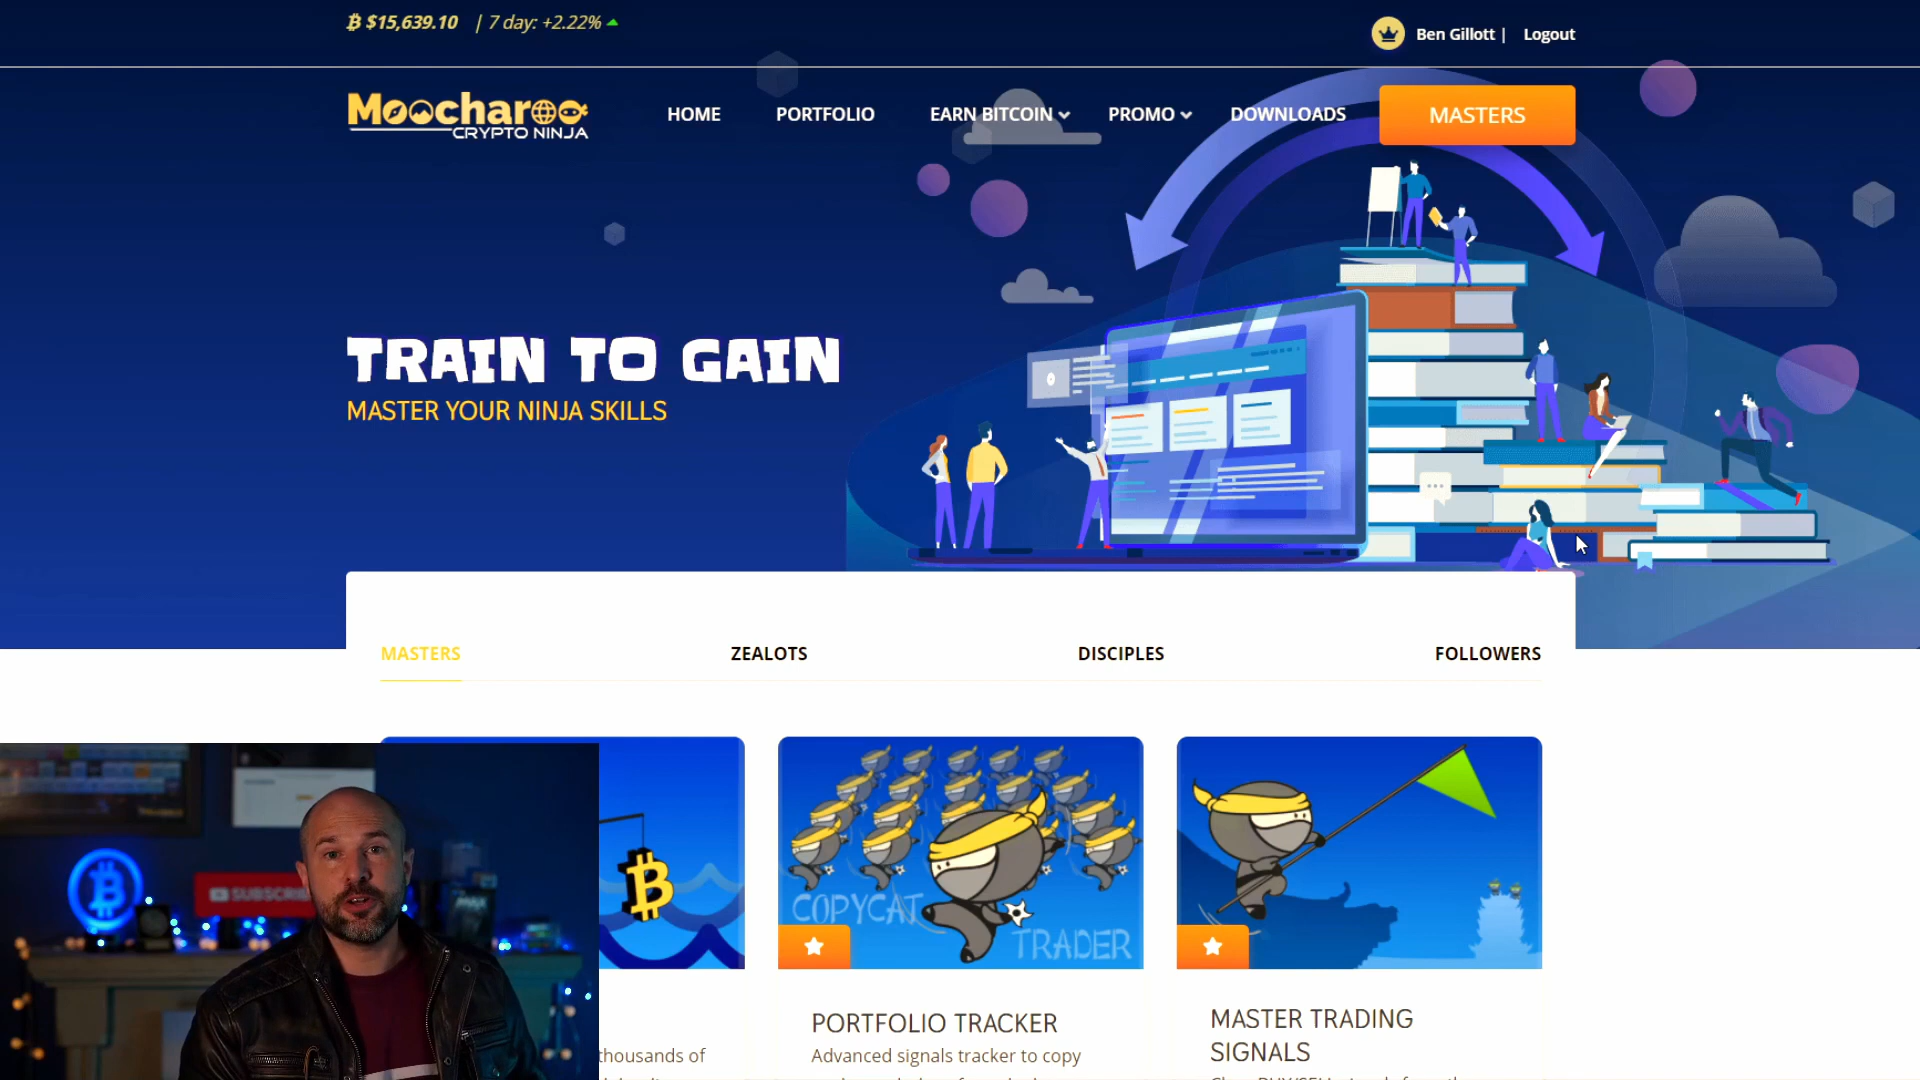 ₿ $15,639.10 | 7 day: +2.22%
Ben Gillott | Logout
Moocharoo
CRYPTO NINJA
HOME
PORTFOLIO
EARN BITCOIN
PROMO
DOWNLOADS
MASTERS
TRAIN TO GAIN
MASTER YOUR NINJA SKILLS
MASTERS
ZEALOTS
DISCIPLES
FOLLOWERS
COPYCAT
TRADER
SUBSCRIB
PORTFOLIO TRACKER
MASTER TRADING
SIGNALS
thousands of
Advanced signals tracker to copy